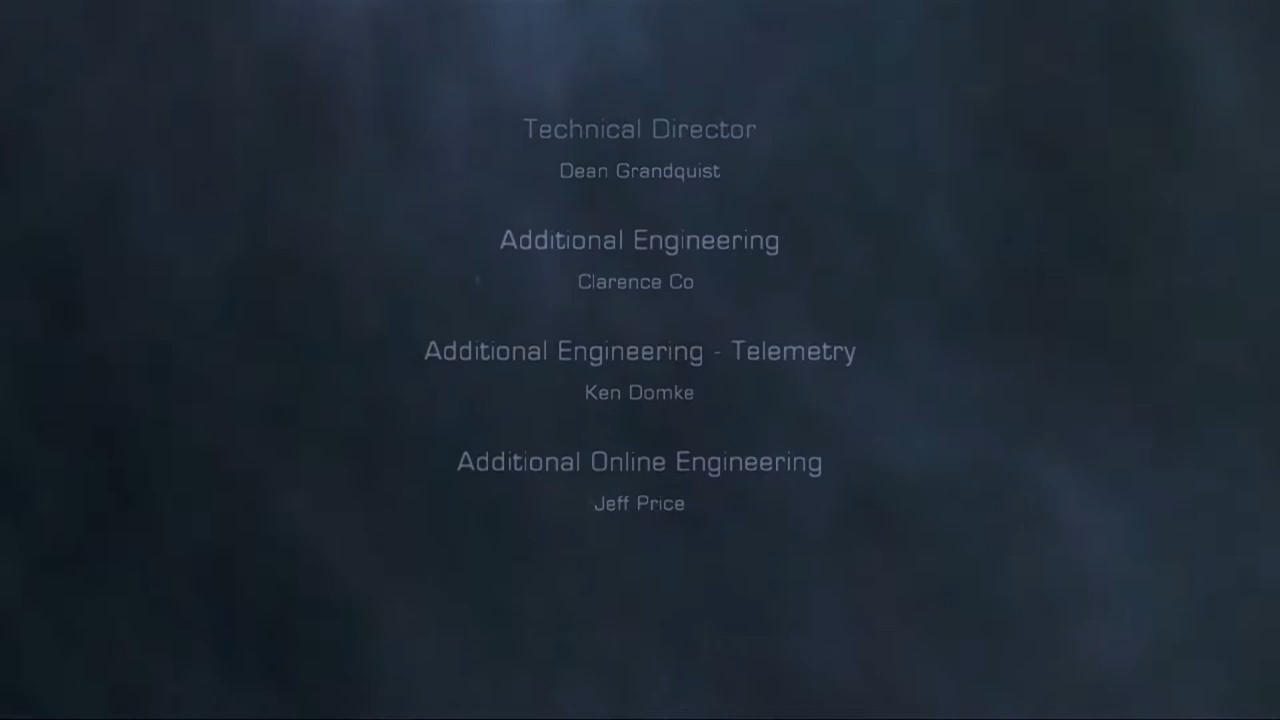 Technical Director
Dean Grandquist
Additional Engineering
Clarence Co
Additional Engineering - Telemetry
Ken Domke
Additional Online Engineering
Jeff Price